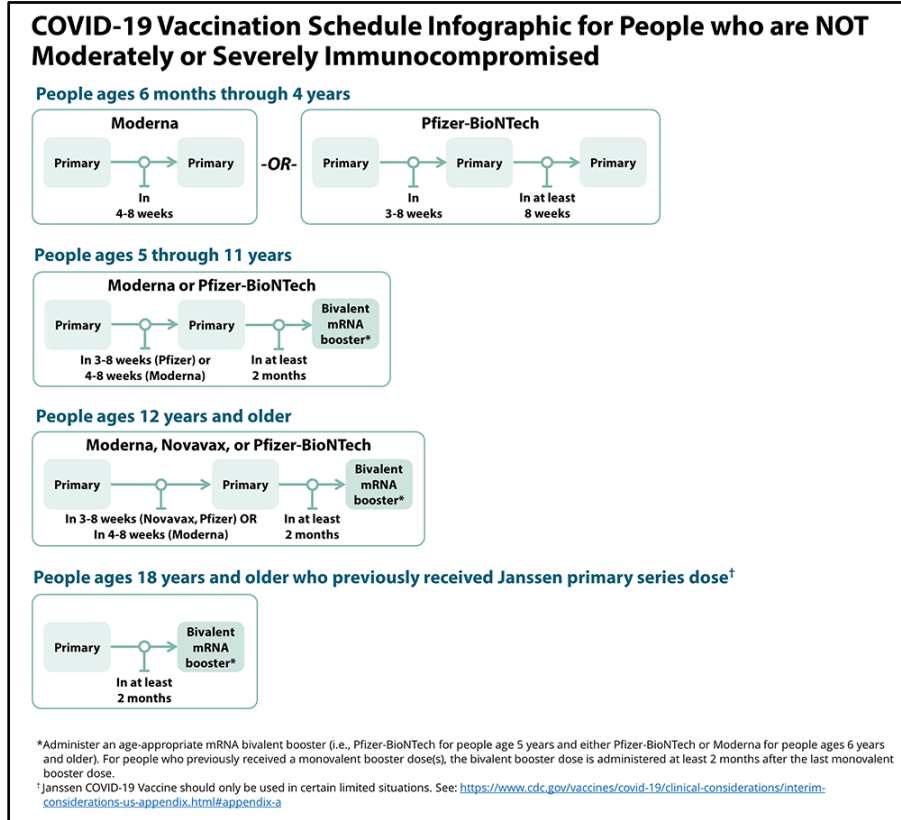 COVID-19 Vaccination Schedule Infographic for People who are NOT
Moderately or Severely Immunocompromised
People ages 6 months through 4 years
Moderna
Primary
Primary
In
4-8 weeks
-OR-
Pfizer-BioNTech
Primary
Primary
Primary
In
3-8 weeks
In at least
8 weeks
People ages 5 through 11 years
Moderna or Pfizer-BioNTech
Primary
Primary
Bivalent
mRNA
booster*
In 3-8 weeks (Pfizer) or
4-8 weeks (Moderna)
In at least
2 months
People ages 12 years and older
Moderna, Novavax, or Pfizer-BioNTech
Primary
Primary
Bivalent
mRNA
booster*
In 3-8 weeks (Novavax, Pfizer) OR
In 4-8 weeks (Moderna)
In at least
2 months
People ages 18 years and older who previously received Janssen primary series dose†
Primary
Bivalent
mRNA
booster*
In at least
2 months
*Administer an age-appropriate mRNA bivalent booster (i.e., Pfizer-BioNTech for people age 5 years and either Pfizer-BioNTech or Moderna for people ages 6 years
and older). For people who previously received a monovalent booster dose(s), the bivalent booster dose is administered at least 2 months after the last monovalent
booster dose.
† Janssen COVID-19 Vaccine should only be used in certain limited situations. See: https://www.cdc.gov/vaccines/covid-19/clinical-considerations/interim-
considerations-us-appendix.html#appendix-a